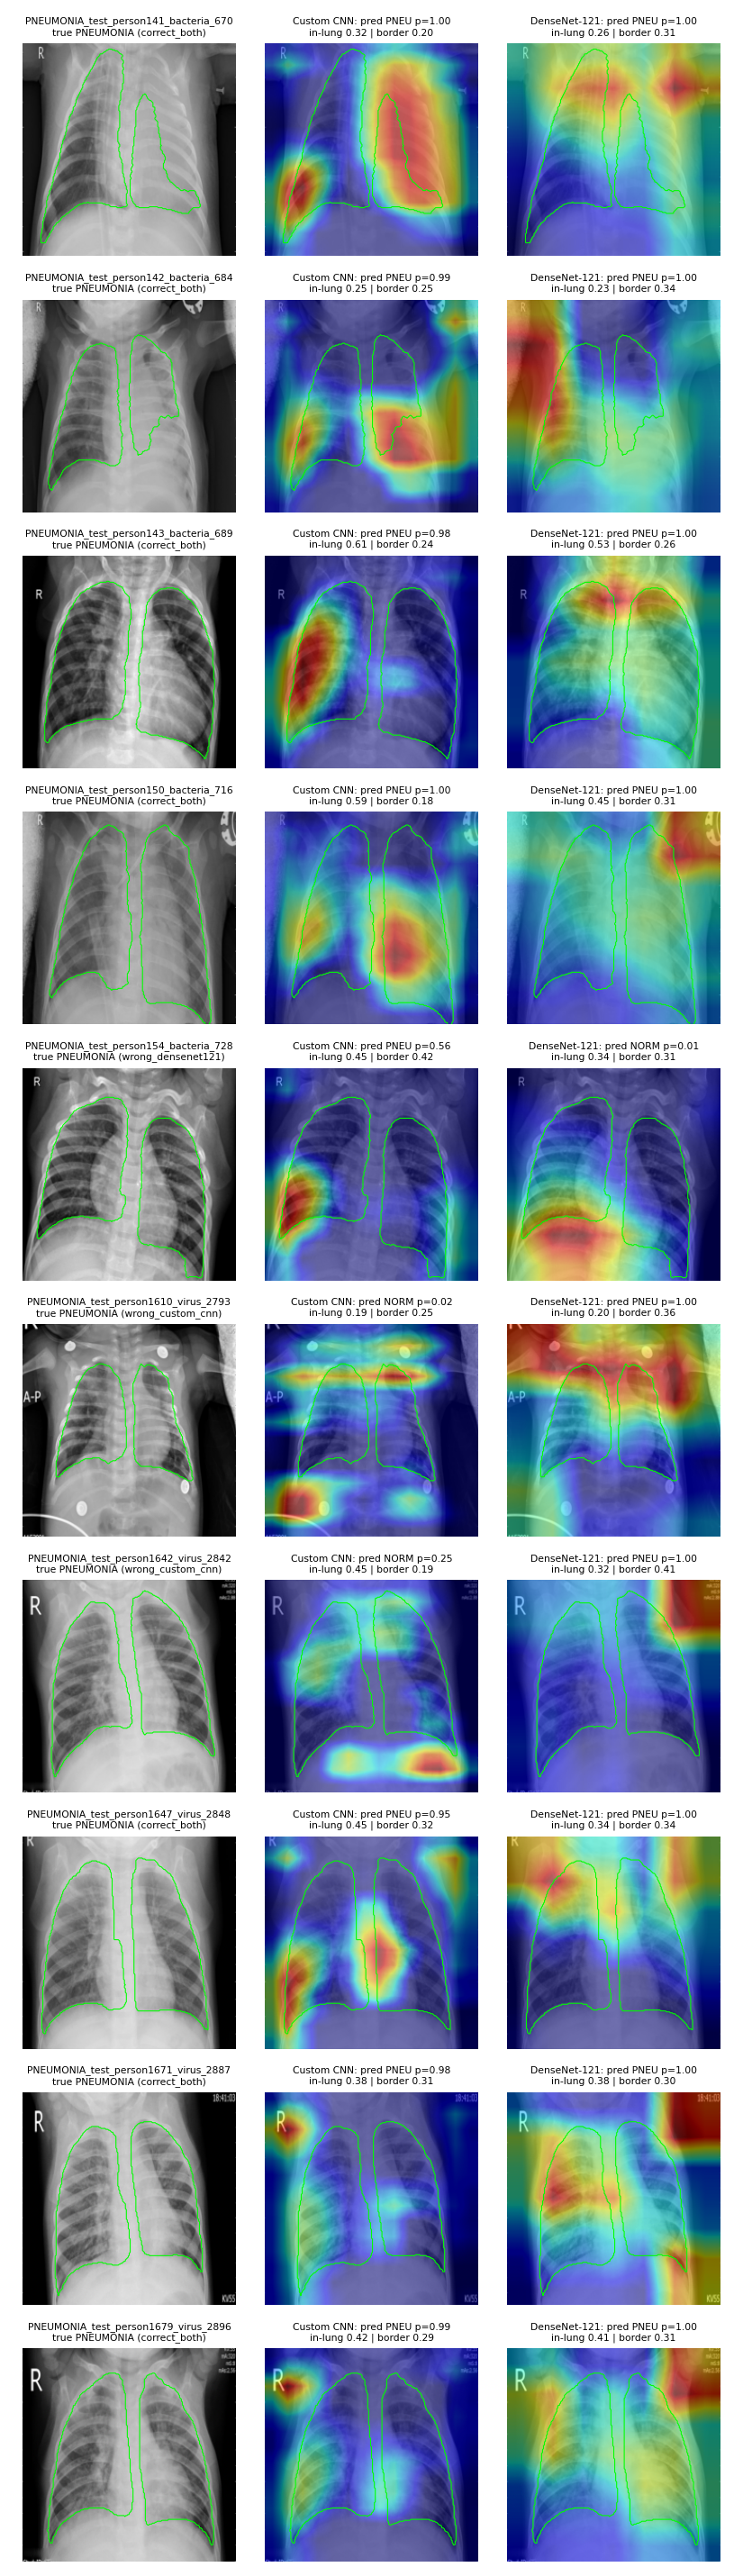 PNEUMONIA_test_person141_bacteria_670
true PNEUMONIA (correct_both)
Custom CNN: pred PNEU p=1.00
in-lung 0.32 | border 0.20
DenseNet-121: pred PNEU p=1.00
in-lung 0.26 | border 0.31
R
R
R
PNEUMONIA_test_person142_bacteria_684
true PNEUMONIA (correct_both)
Custom CNN: pred PNEU p=0.99
in-lung 0.25 | border 0.25
DenseNet-121: pred PNEU p=1.00
in-lung 0.23 | border 0.34
R
R
R
PNEUMONIA_test_person143_bacteria_689
true PNEUMONIA (correct_both)
Custom CNN: pred PNEU p=0.98
in-lung 0.61 | border 0.24
DenseNet-121: pred PNEU p=1.00
in-lung 0.53 | border 0.26
R
R
R
PNEUMONIA_test_person150_bacteria_716
true PNEUMONIA (correct_both)
Custom CNN: pred PNEU p=1.00
in-lung 0.59 | border 0.18
DenseNet-121: pred PNEU p=1.00
in-lung 0.45 | border 0.31
R
R
R
PNEUMONIA_test_person154_bacteria_728
true PNEUMONIA (wrong_densenet121)
Custom CNN: pred PNEU p=0.56
in-lung 0.45 | border 0.42
DenseNet-121: pred NORM p=0.01
in-lung 0.34 | border 0.31
R
R
R
PNEUMONIA_test_person1610_virus_2793
true PNEUMONIA (wrong_custom_cnn)
Custom CNN: pred NORM p=0.02
in-lung 0.19 | border 0.25
DenseNet-121: pred PNEU p=1.00
in-lung 0.20 | border 0.36
A-P
A-P
A-P
PNEUMONIA_test_person1642_virus_2842
true PNEUMONIA (wrong_custom_cnn)
Custom CNN: pred NORM p=0.25
in-lung 0.45 | border 0.19
DenseNet-121: pred PNEU p=1.00
in-lung 0.32 | border 0.41
R
R
R
PNEUMONIA_test_person1647_virus_2848
true PNEUMONIA (correct_both)
Custom CNN: pred PNEU p=0.95
in-lung 0.45 | border 0.32
DenseNet-121: pred PNEU p=1.00
in-lung 0.34 | border 0.34
R
R
R
PNEUMONIA_test_person1671_virus_2887
true PNEUMONIA (correct_both)
Custom CNN: pred PNEU p=0.98
in-lung 0.38 | border 0.31
DenseNet-121: pred PNEU p=1.00
in-lung 0.38 | border 0.30
R
18:41:03
R
18:41:03
R
18:41:03
KV55
KV55
PNEUMONIA_test_person1679_virus_2896
true PNEUMONIA (correct_both)
Custom CNN: pred PNEU p=0.99
in-lung 0.42 | border 0.29
DenseNet-121: pred PNEU p=1.00
in-lung 0.41 | border 0.31
R
R
R